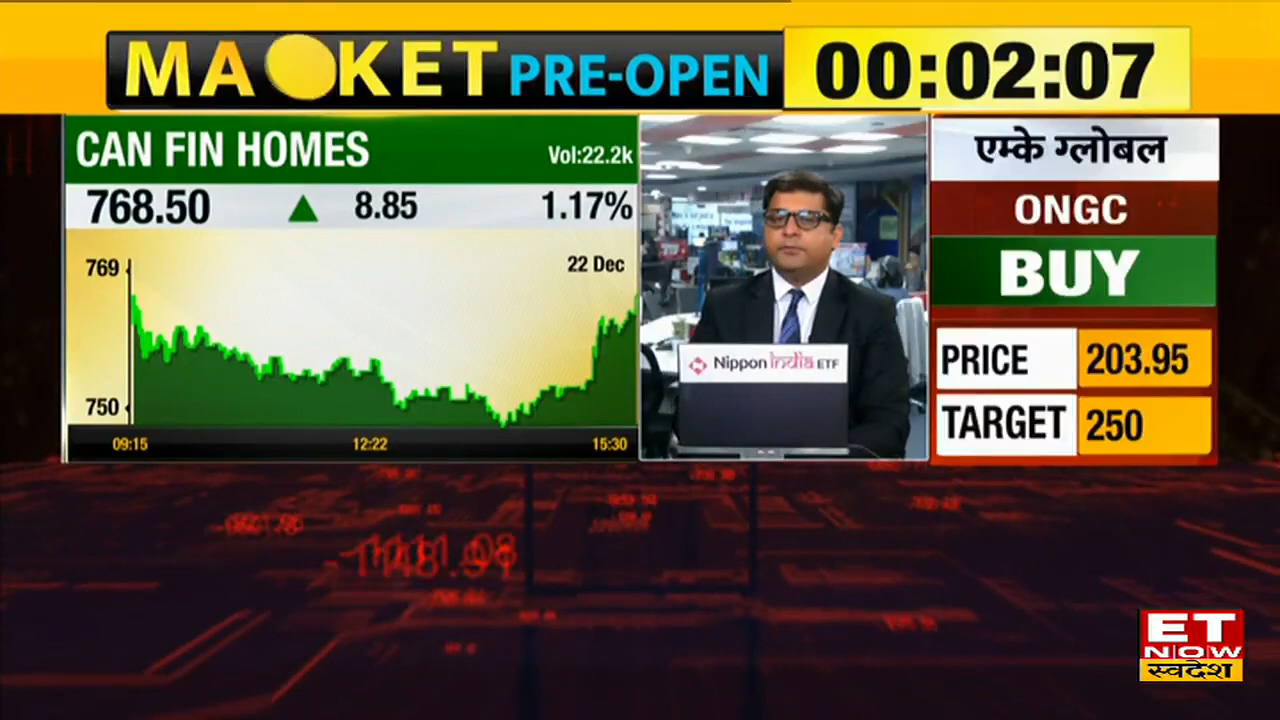 MARKET PRE-OPEN 00:02:07
CAN FIN HOMES Vol:22.2k
768.50 8.85 1.17%
22 Dec
769
750
09:15 12:22 15:30
Nippon India ETF
एम्के ग्लोबल
ONGC
BUY
PRICE 203.95
TARGET 250
ET
NOW
स्वदेश